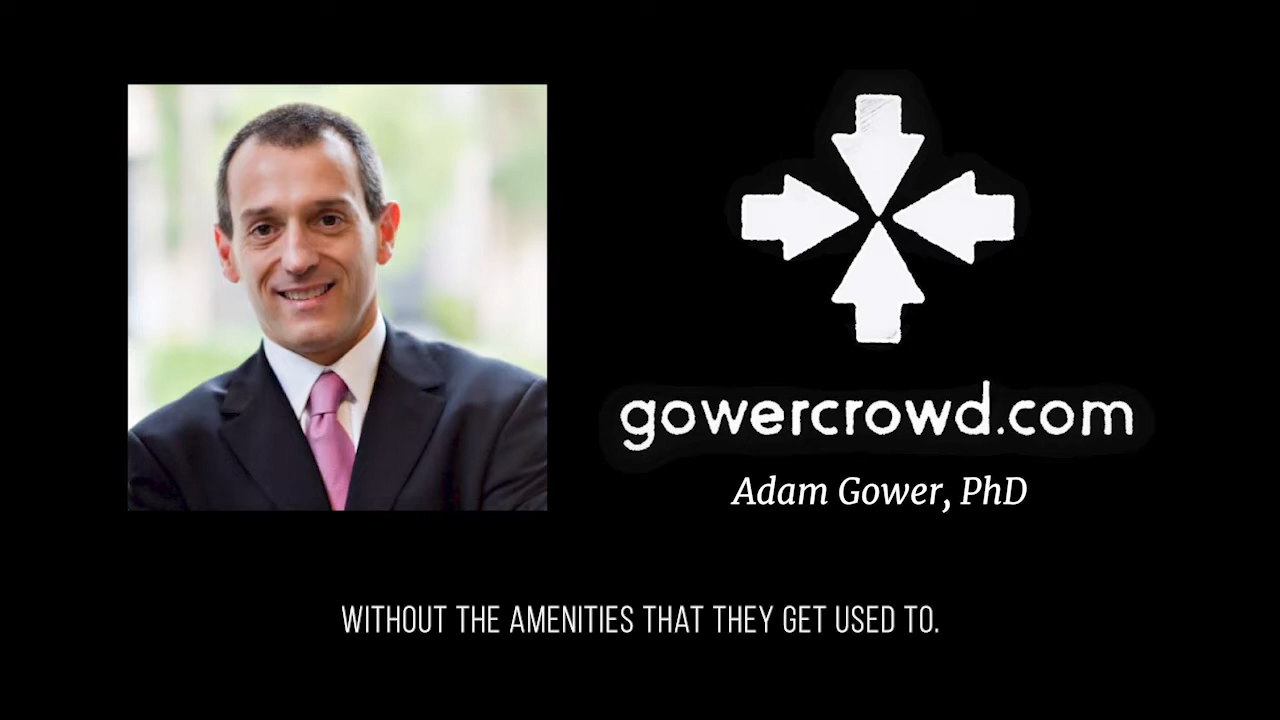 gowercrowd.com
Adam Gower, PhD
WITHOUT THE AMENITIES THAT THEY GET USED TO.